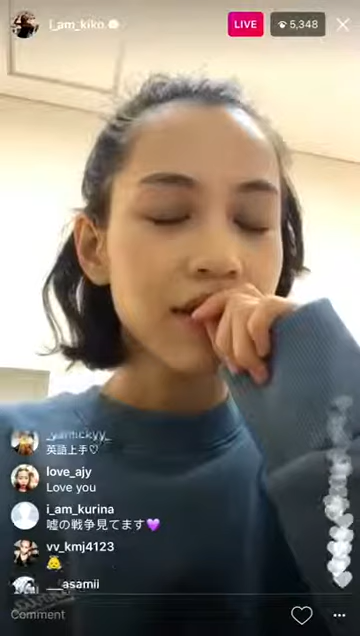 i_am_kiko
LIVE
5,348
_yamickyy_
英語上手♡
love_ajy
Love you
i_am_kurina
嘘の戦争見てます💜
vv_kmj4123
__asamii
Comment